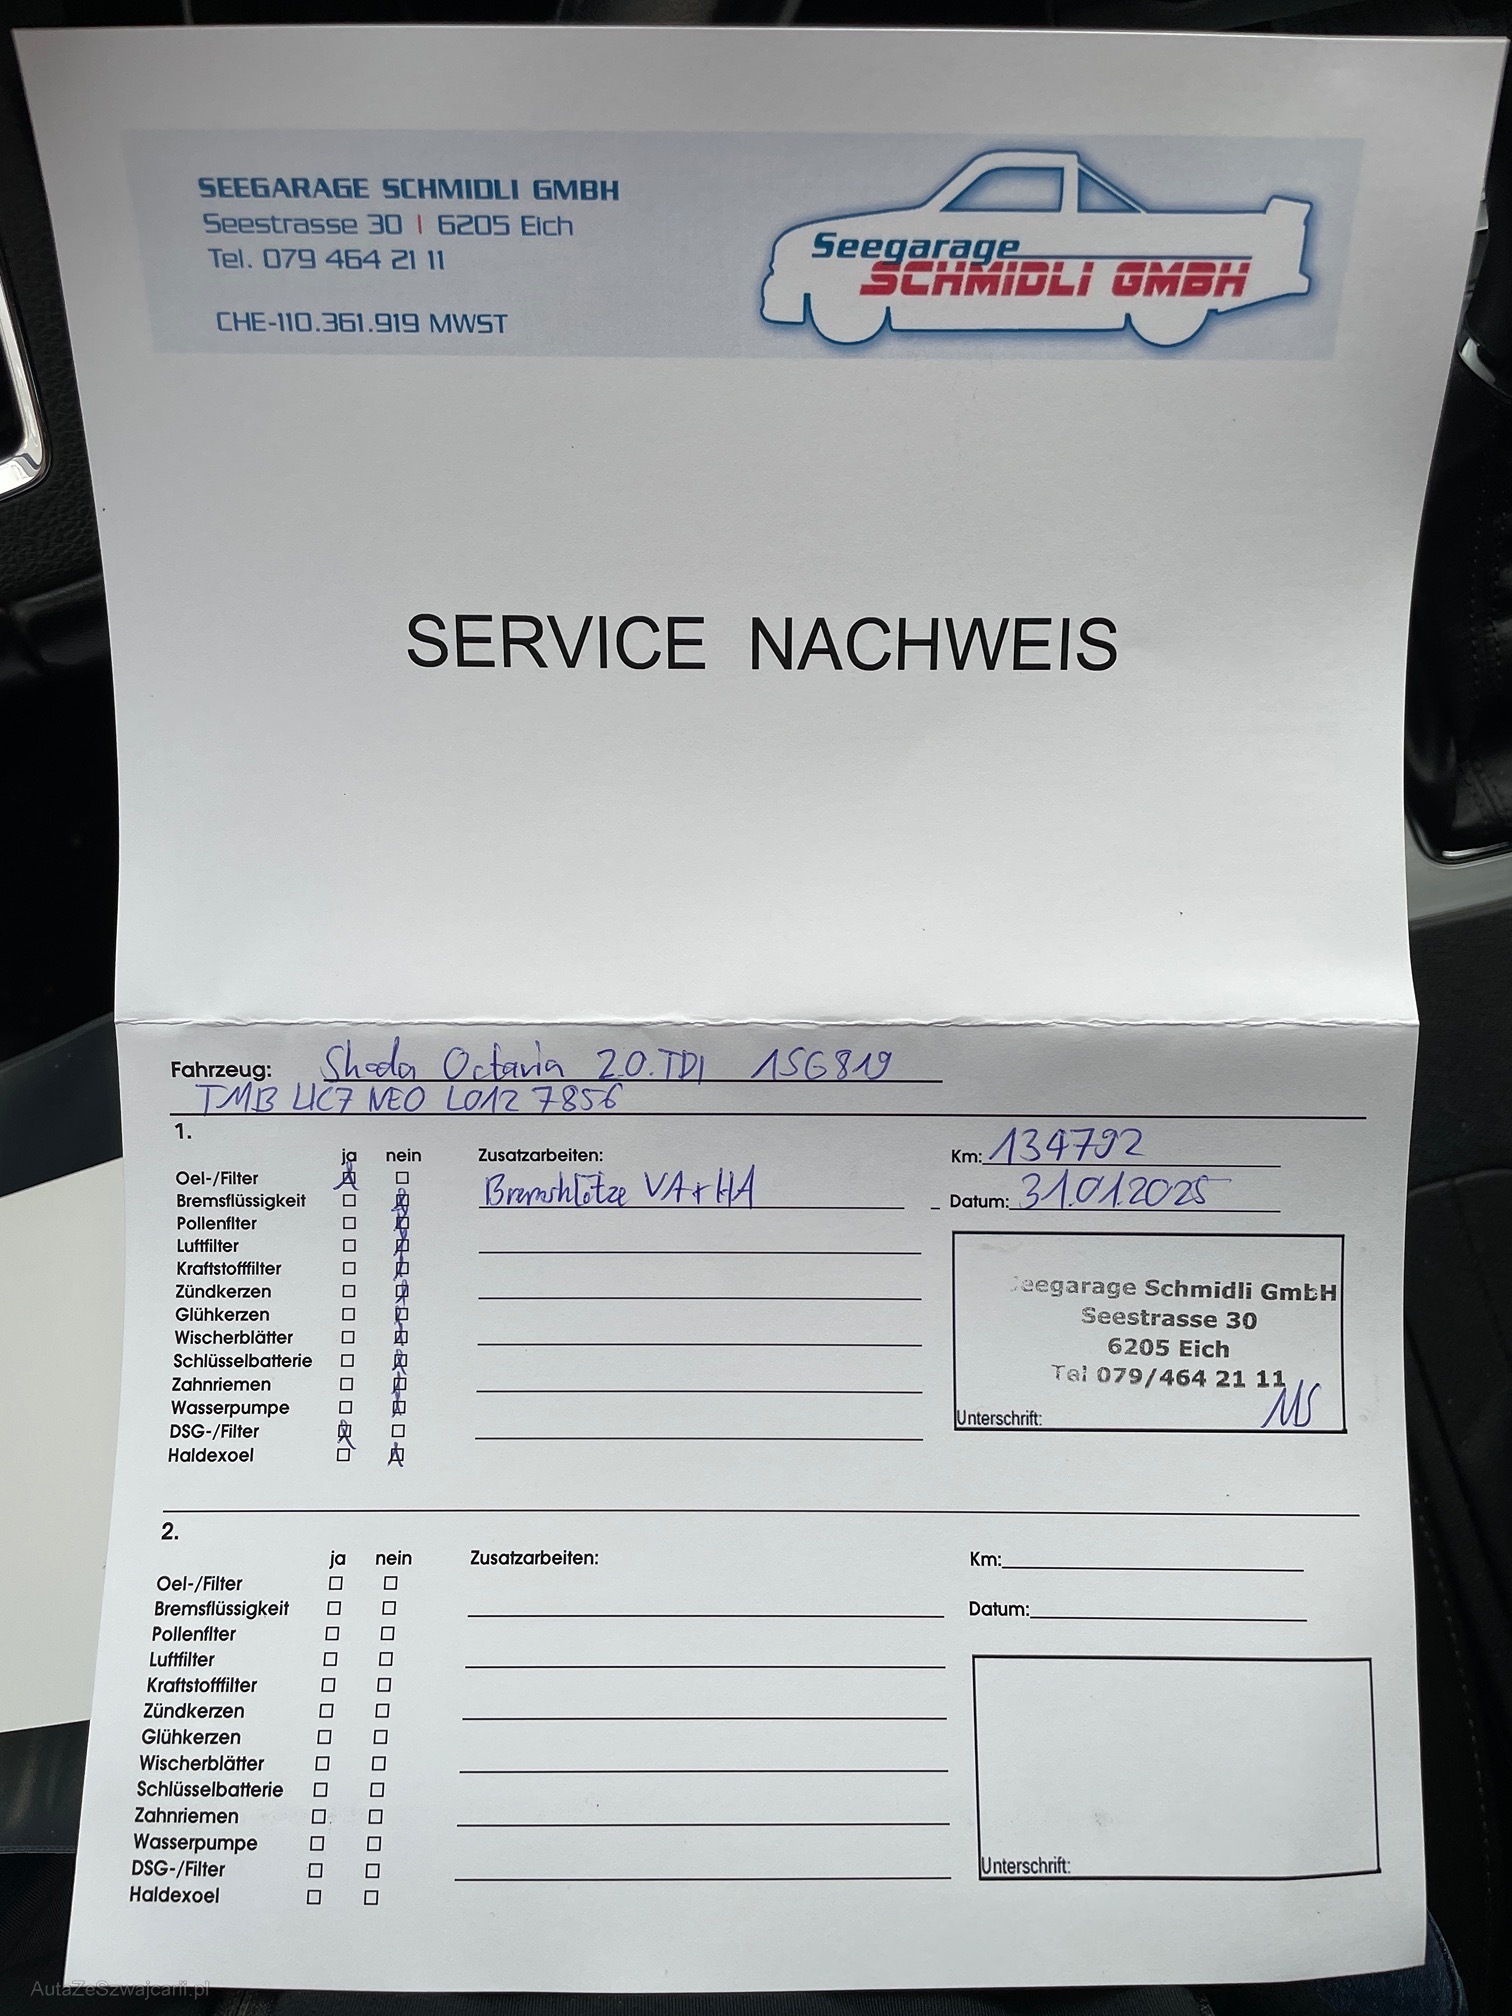 SEEGARAGE SCHMIDLI GMBH
Seestrasse 30 | 6205 Eich
Tel. 079 464 21 11
CHE-110.361.919 MWST
Seegarage
SCHMIDLI GMBH
SERVICE NACHWEIS
Fahrzeug: Skoda Octavia 2.0.TDI 156819
TMB LIC7 NEO L012 7856
1.
ja nein Zusatzarbeiten: Km: 134792
Oel-/Filter Bremsklötze VA+HA
Bremsflüssigkeit Datum: 31.01.2025
Pollenflter
Luftfilter
Kraftstofffilter
Zündkerzen
Glühkerzen
Wischerblätter
Schlüsselbatterie
Zahnriemen
Wasserpumpe
DSG-/Filter
Haldexoel
Seegarage Schmidli GmbH
Seestrasse 30
6205 Eich
Tel 079/464 21 11
Unterschrift: MS
2.
ja nein Zusatzarbeiten: Km:
Oel-/Filter
Bremsflüssigkeit Datum:
Pollenflter
Luftfilter
Kraftstofffilter
Zündkerzen
Glühkerzen
Wischerblätter
Schlüsselbatterie
Zahnriemen
Wasserpumpe
DSG-/Filter
Haldexoel
Unterschrift:
AutaZeSzwajcarii.pl